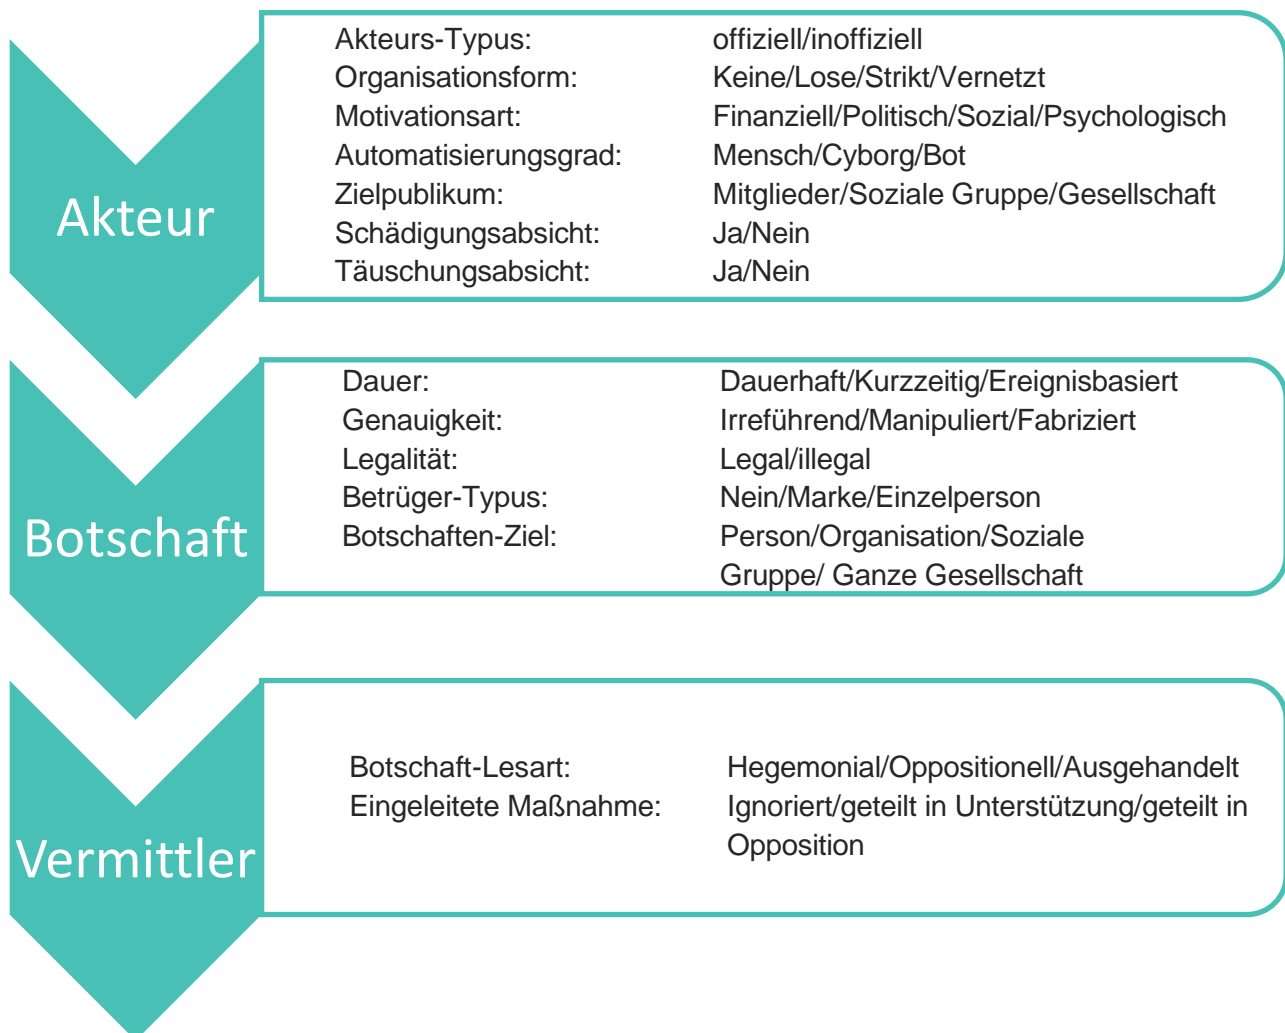 Akteur
Akteurs-Typus: offiziell/inoffiziell
Organisationsform: Keine/Lose/Strikt/Vernetzt
Motivationsart: Finanziell/Politisch/Sozial/Psychologisch
Automatisierungsgrad: Mensch/Cyborg/Bot
Zielpublikum: Mitglieder/Soziale Gruppe/Gesellschaft
Schädigungsabsicht: Ja/Nein
Täuschungsabsicht: Ja/Nein
Botschaft
Dauer: Dauerhaft/Kurzzeitig/Ereignisbasiert
Genauigkeit: Irreführend/Manipuliert/Fabriziert
Legalität: Legal/illegal
Betrüger-Typus: Nein/Marke/Einzelperson
Botschaften-Ziel: Person/Organisation/Soziale
Gruppe/ Ganze Gesellschaft
Vermittler
Botschaft-Lesart: Hegemonial/Oppositionell/Ausgehandelt
Eingeleitete Maßnahme: Ignoriert/geteilt in Unterstützung/geteilt in
Opposition